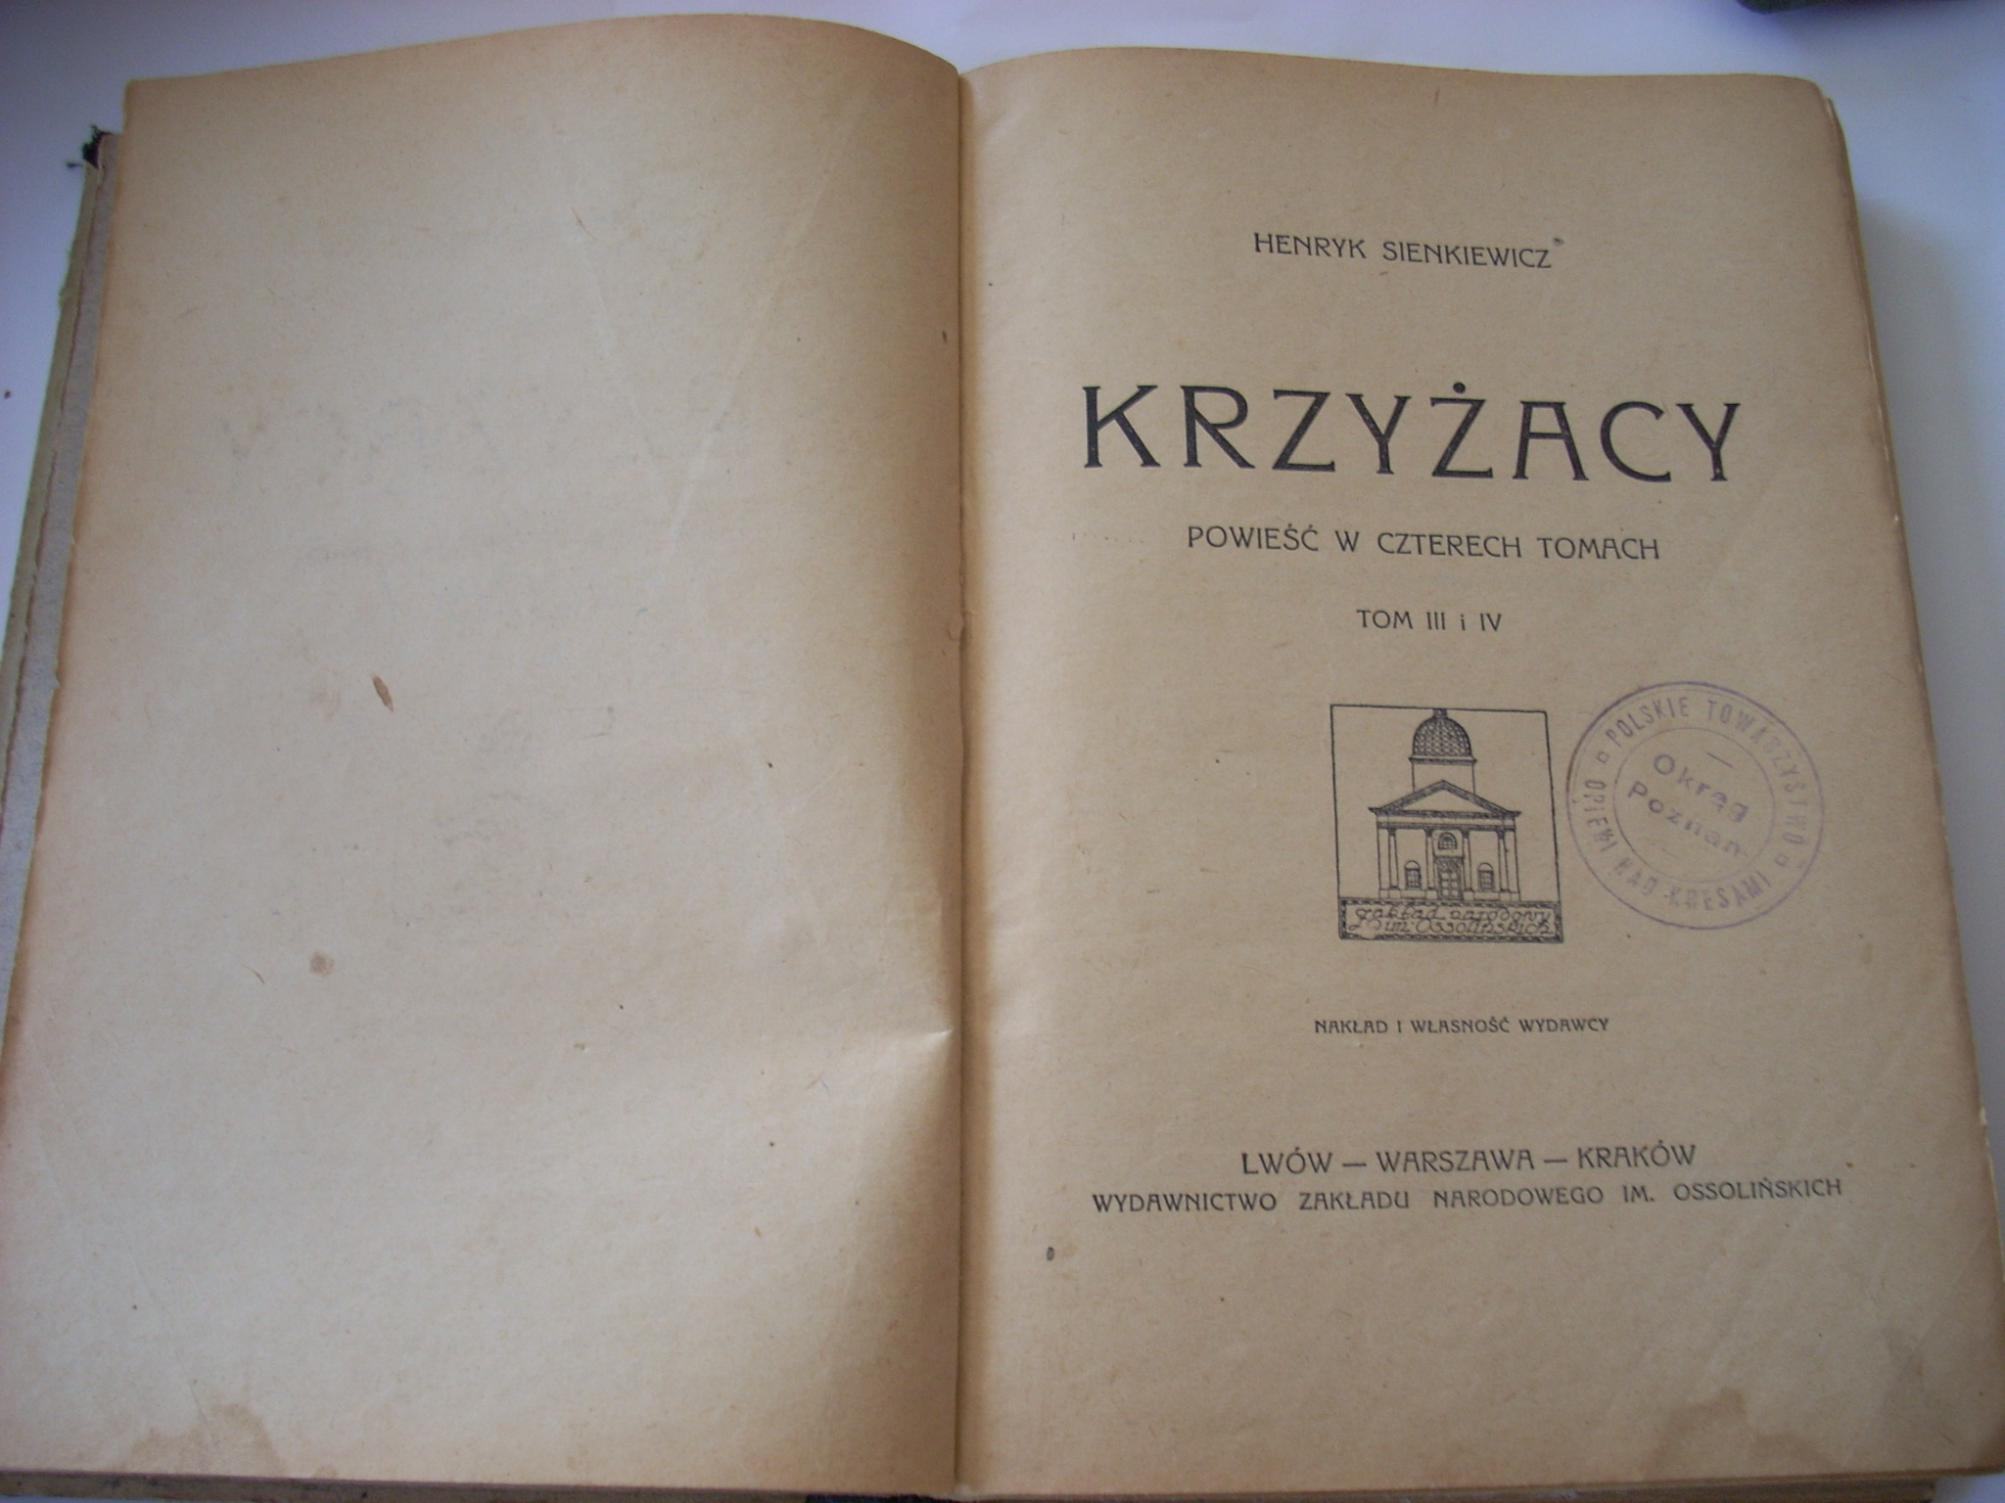 HENRYK SIENKIEWICZ
KRZYŻACY
POWIEŚĆ W CZTERECH TOMACH
TOM III i IV
zakład narodowy
im. Ossolińskich
POLSKIE TOWARZYSTWO
OPIEKI NAD KRESAMI
Okręg
Poznań
NAKŁAD I WŁASNOŚĆ WYDAWCY
LWÓW — WARSZAWA — KRAKÓW
WYDAWNICTWO ZAKŁADU NARODOWEGO IM. OSSOLIŃSKICH